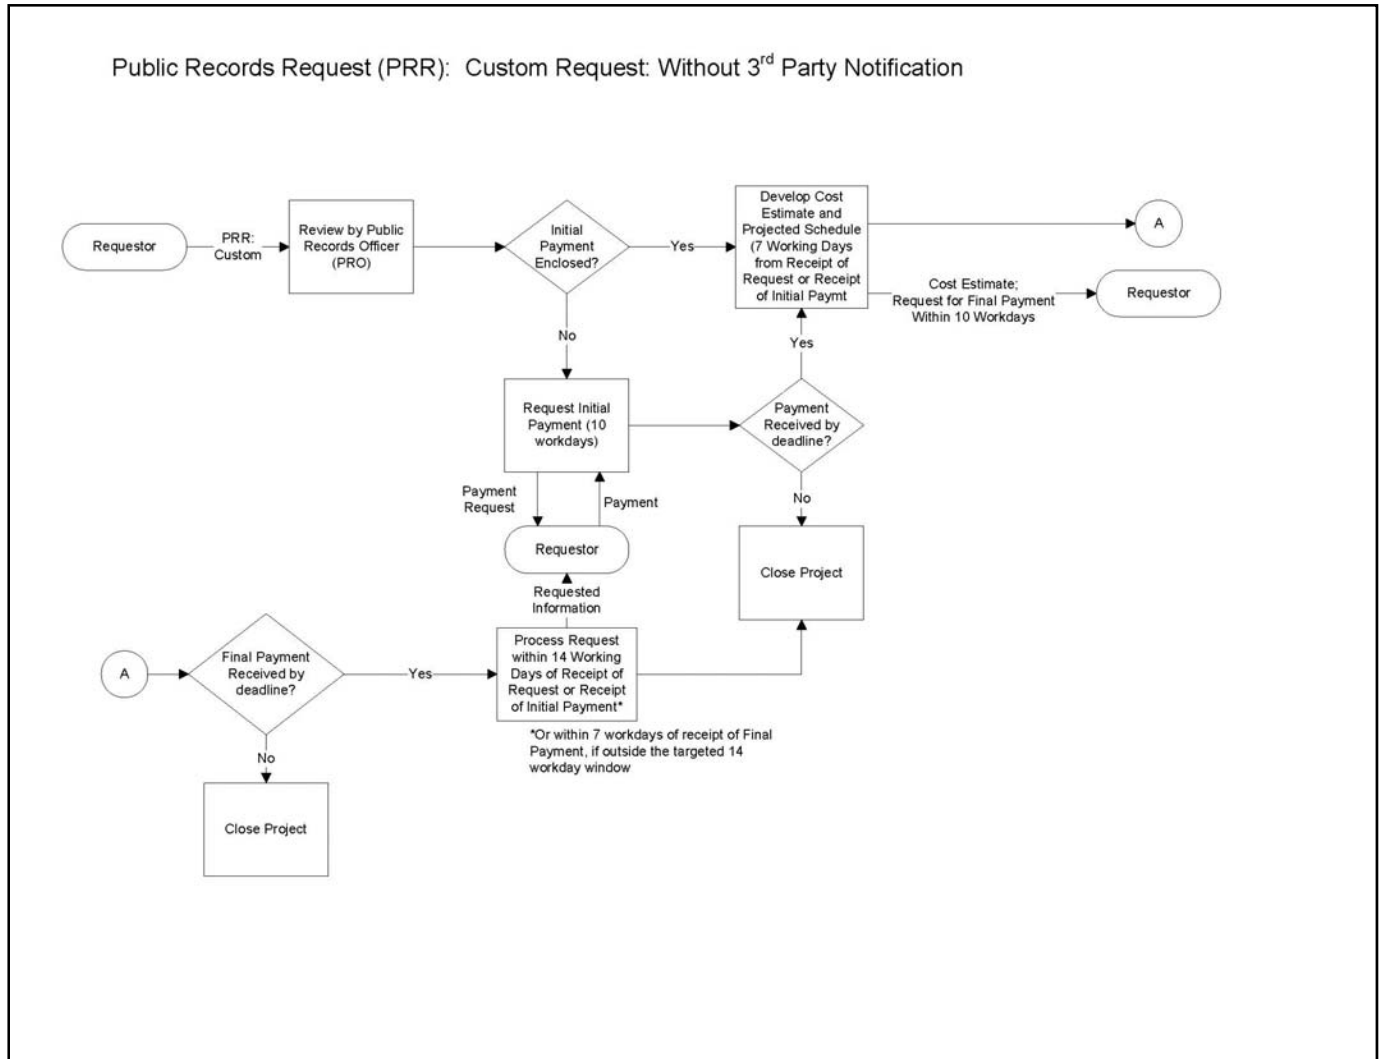 Public Records Request (PRR): Custom Request: Without 3rd Party Notification
Requestor
PRR:
Custom
Review by Public
Records Officer
(PRO)
Initial
Payment
Enclosed?
Yes
Develop Cost
Estimate and
Projected Schedule
(7 Working Days
from Receipt of
Request or Receipt
of Initial Paymt
A
Cost Estimate;
Request for Final Payment
Within 10 Workdays
Requestor
No
Yes
Request Initial
Payment (10
workdays)
Payment
Received by
deadline?
Payment
Request
Payment
No
Requestor
Close Project
Requested
Information
A
Final Payment
Received by
deadline?
Yes
Process Request
within 14 Working
Days of Receipt of
Request or Receipt
of Initial Payment*
*Or within 7 workdays of receipt of Final
Payment, if outside the targeted 14
workday window
No
Close Project